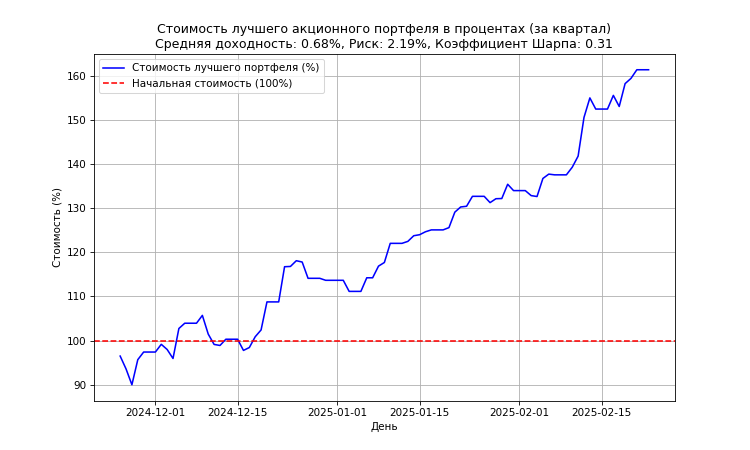 Стоимость лучшего акционного портфеля в процентах (за квартал)
Средняя доходность: 0.68%, Риск: 2.19%, Коэффициент Шарпа: 0.31
Стоимость лучшего портфеля (%)
Начальная стоимость (100%)
Стоимость (%)
160
150
140
130
120
110
100
90
2024-12-01
2024-12-15
2025-01-01
2025-01-15
2025-02-01
2025-02-15
День